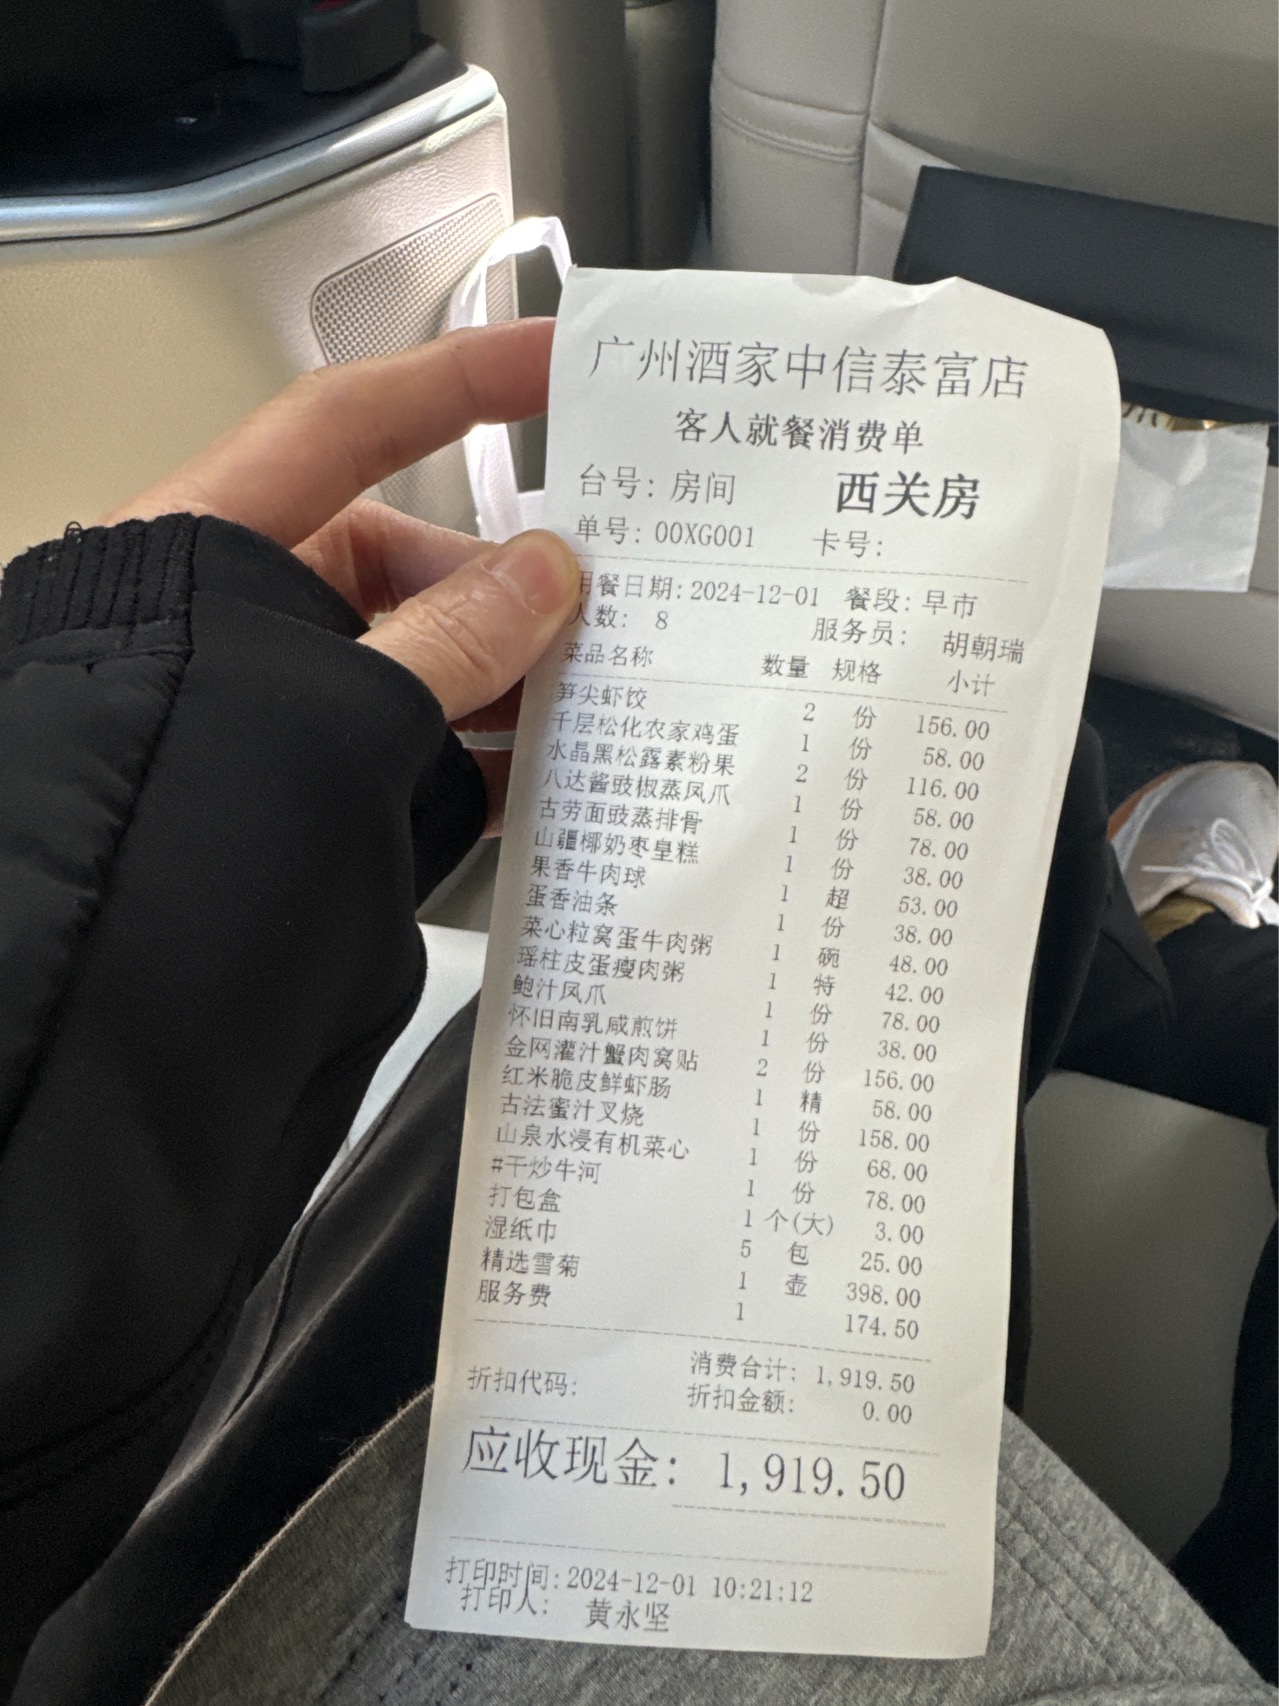 广州酒家中信泰富店
客人就餐消费单
台号: 房间 西关房
单号: 00XG001 卡号:
用餐日期: 2024-12-01 餐段: 早市
人数: 8 服务员: 胡朝瑞
菜品名称 数量 规格 小计
笋尖虾饺 2 份 156.00
千层松化农家鸡蛋 1 份 58.00
水晶黑松露素粉果 2 份 116.00
八达酱豉椒蒸凤爪 1 份 58.00
古劳面豉蒸排骨 1 份 78.00
山疆椰奶枣皇糕 1 份 38.00
果香牛肉球 1 超 53.00
蛋香油条 1 份 38.00
菜心粒窝蛋牛肉粥 1 碗 48.00
瑶柱皮蛋瘦肉粥 1 特 42.00
鲍汁凤爪 1 份 78.00
怀旧南乳咸煎饼 1 份 38.00
金网灌汁蟹肉窝贴 2 份 156.00
红米脆皮鲜虾肠 1 精 58.00
古法蜜汁叉烧 1 份 158.00
山泉水浸有机菜心 1 份 68.00
#干炒牛河 1 份 78.00
打包盒 1 个(大) 3.00
湿纸巾 5 包 25.00
精选雪菊 1 壶 398.00
服务费 1 174.50
消费合计: 1,919.50
折扣代码: 折扣金额: 0.00
应收现金: 1,919.50
打印时间: 2024-12-01 10:21:12
打印人: 黄永坚